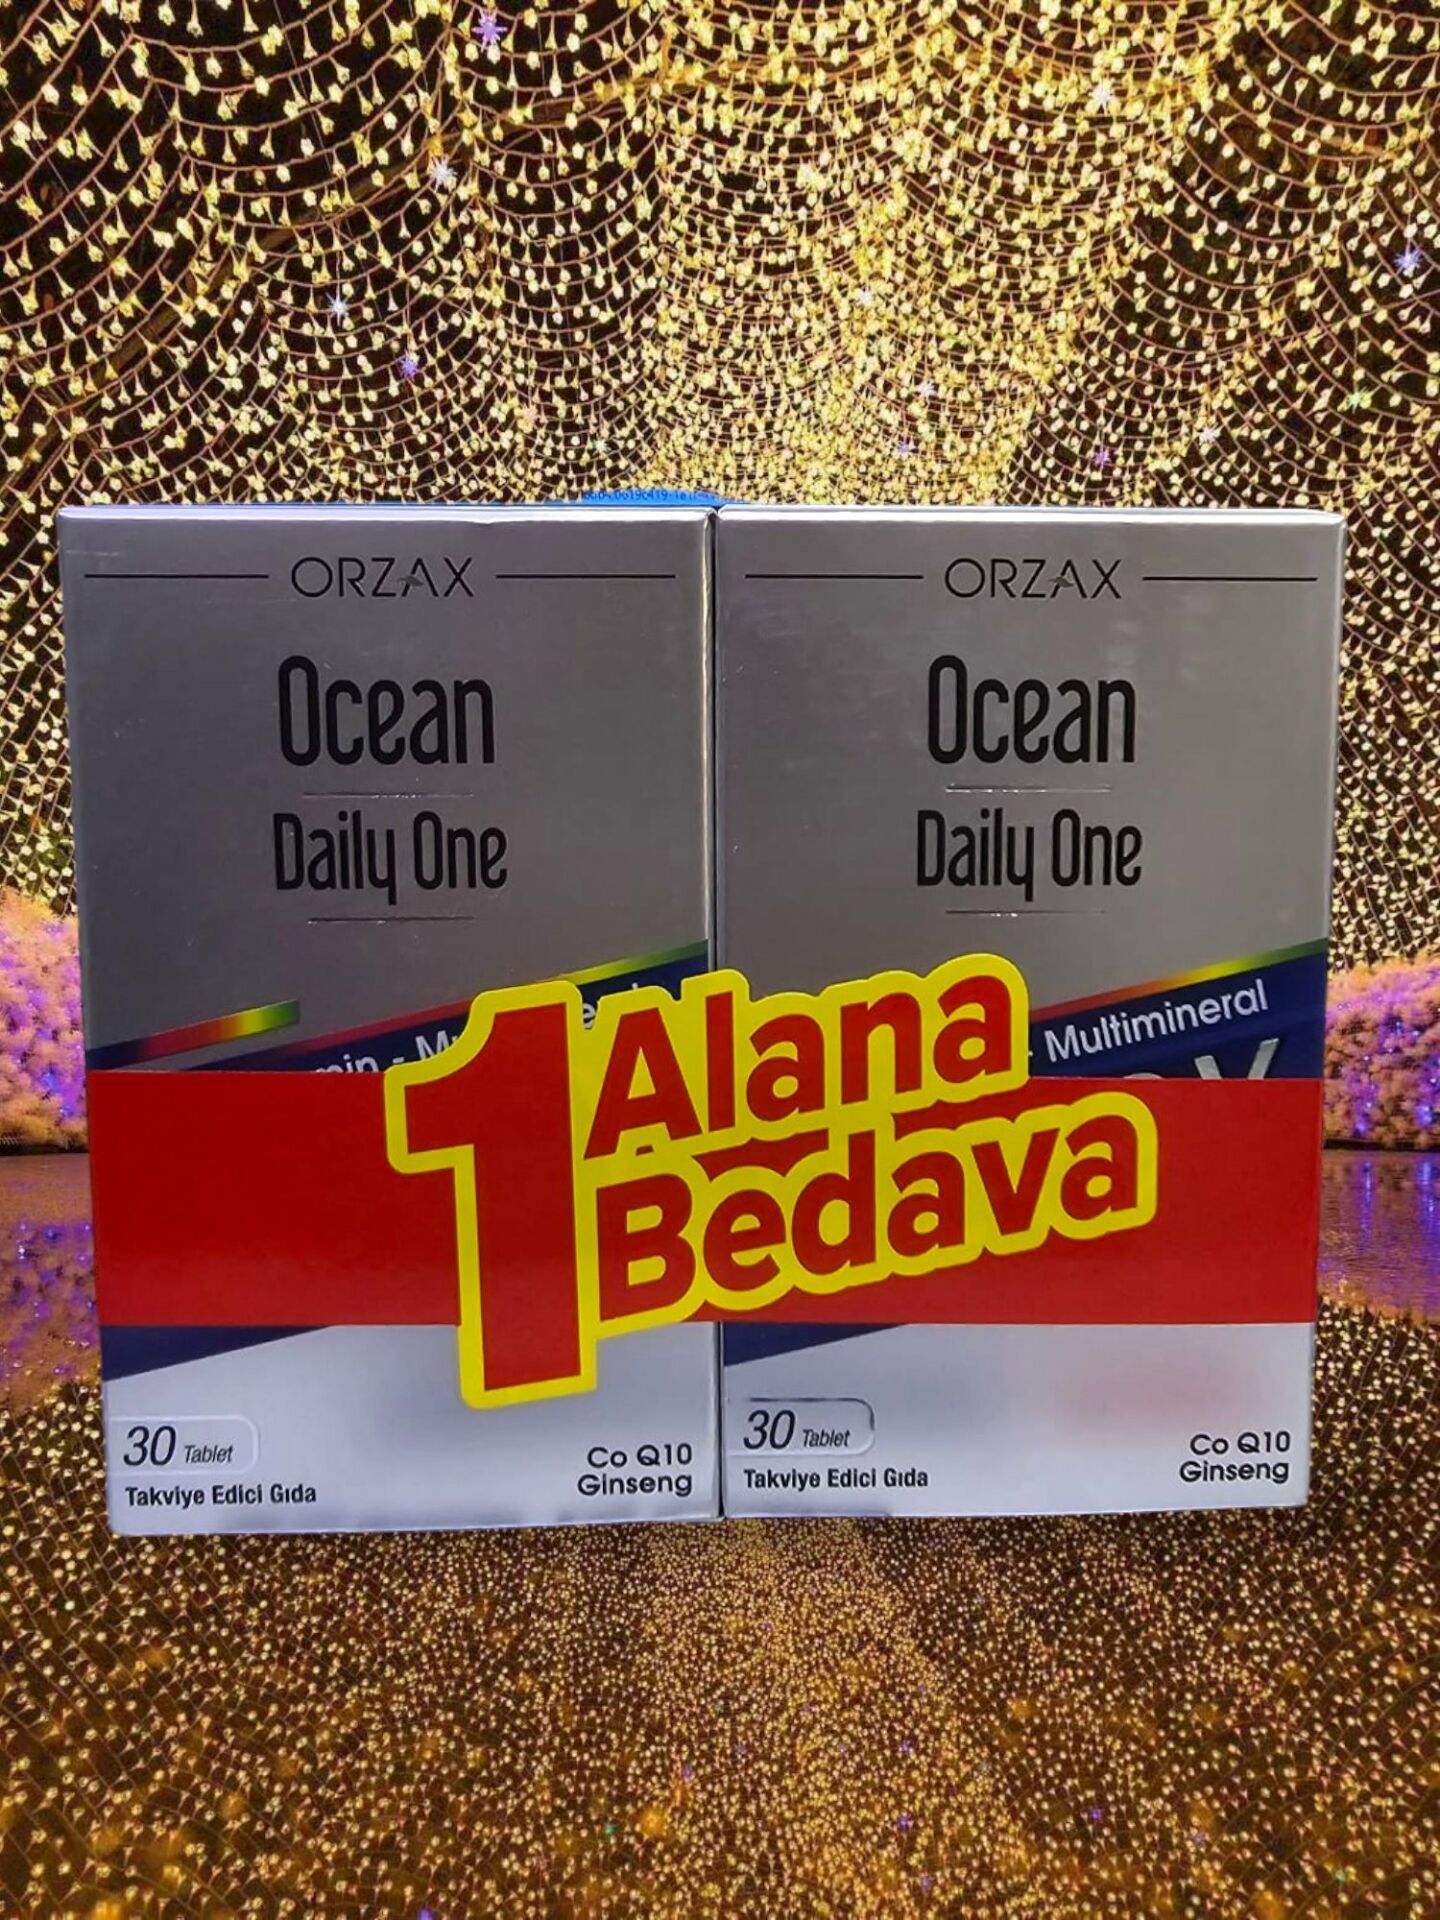 ORZAX
Ocean
Daily One
30 Tablet
Takviye Edici Gıda
Co Q10
Ginseng
ORZAX
Ocean
Daily One
Multimineral
30 Tablet
Takviye Edici Gıda
Co Q10
Ginseng
1 Alana
Bedava